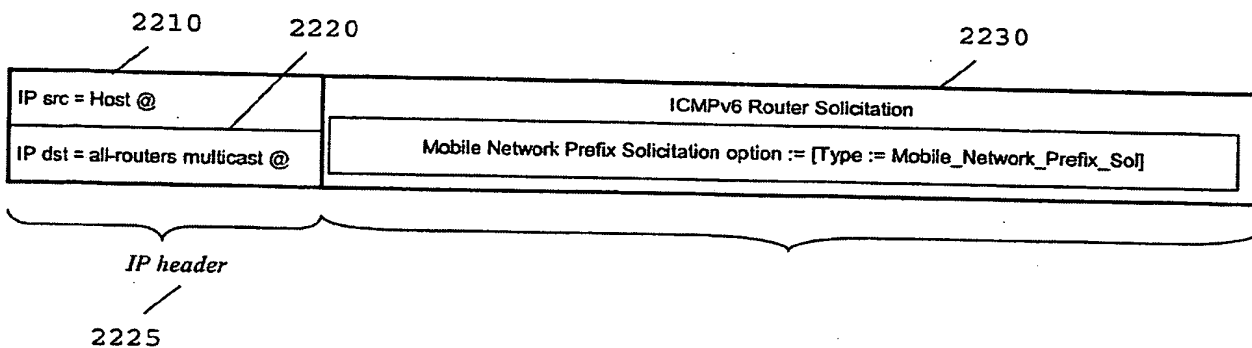 2210
2220
2230
IP src = Host @
ICMPv6 Router Solicitation
IP dst = all-routers multicast @
Mobile Network Prefix Solicitation option := [Type := Mobile_Network_Prefix_Sol]
IP header
2225